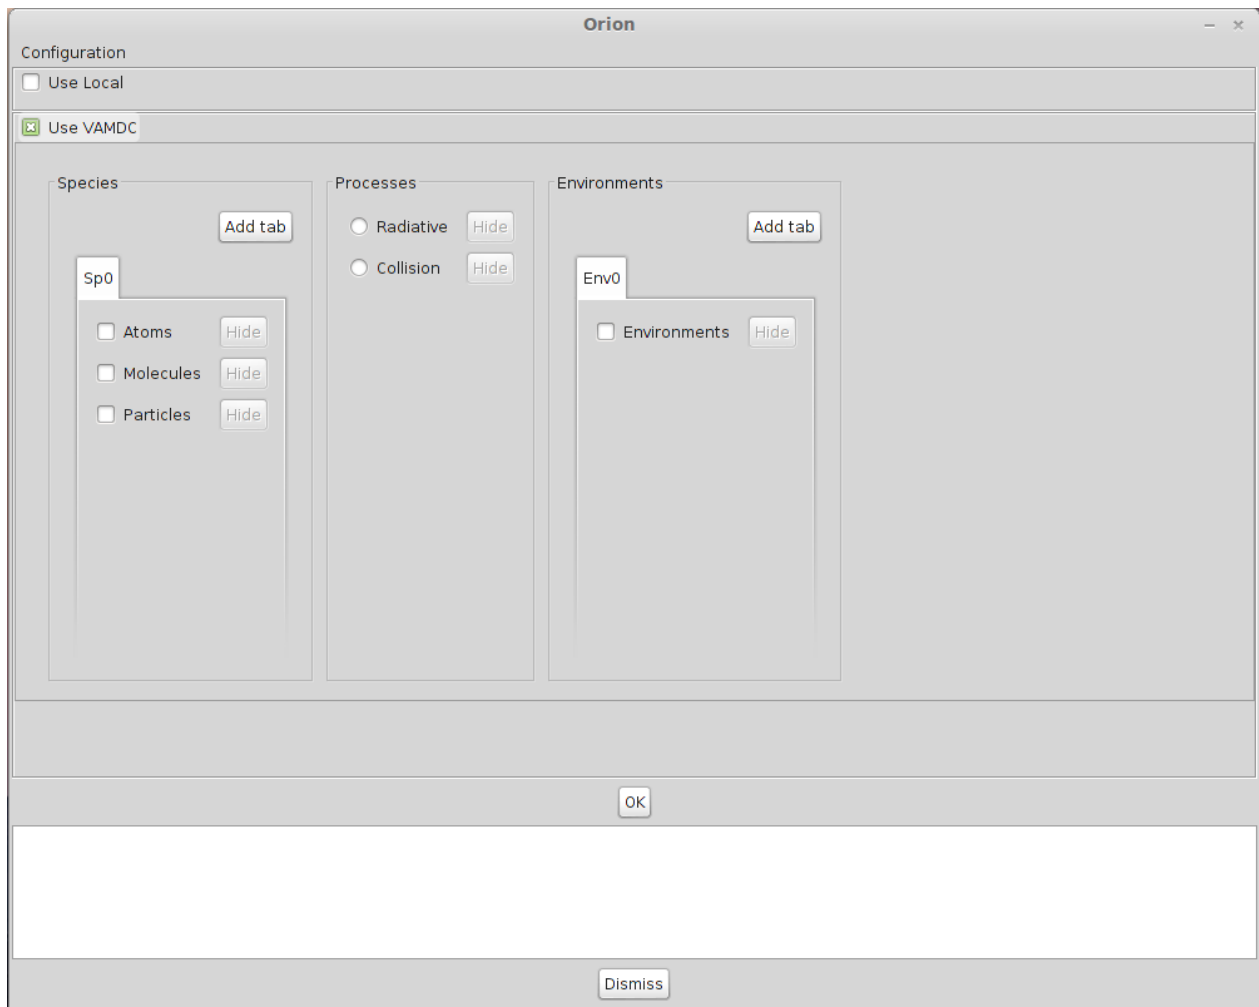 Orion
Configuration
Use Local
Use VAMDC
Species
Add tab
Sp0
Atoms Hide
Molecules Hide
Particles Hide
Processes
Radiative Hide
Collision Hide
Environments
Add tab
Env0
Environments Hide
OK
Dismiss